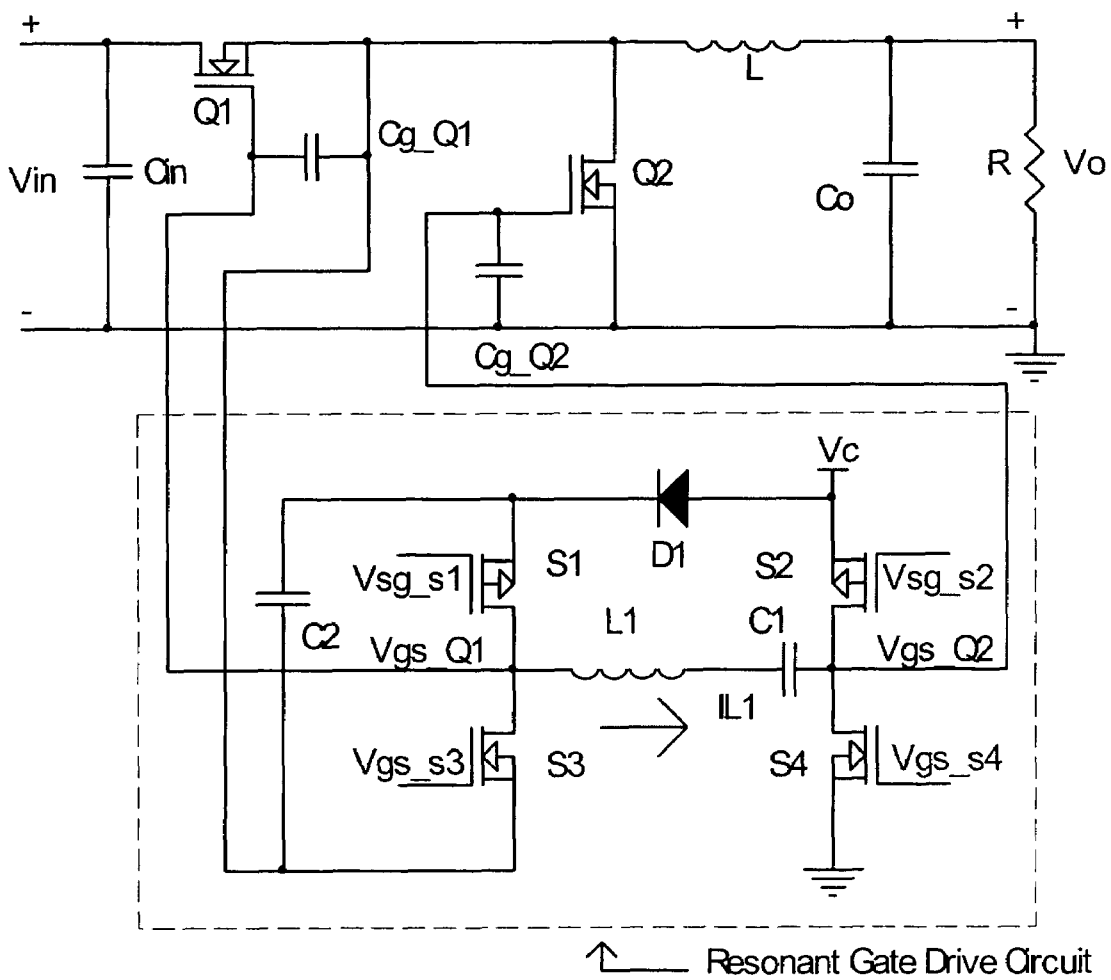 + +
Q1
L
Cg_Q1
Vin
Cin
Q2
Co
R
Vo
- -
Cg_Q2
Vc
D1
Vsg_s1
S1
S2
Vsg_s2
C2
L1
C1
Vgs_Q1
Vgs_Q2
IL1
Vgs_s3
S3
S4
Vgs_s4
Resonant Gate Drive Circuit